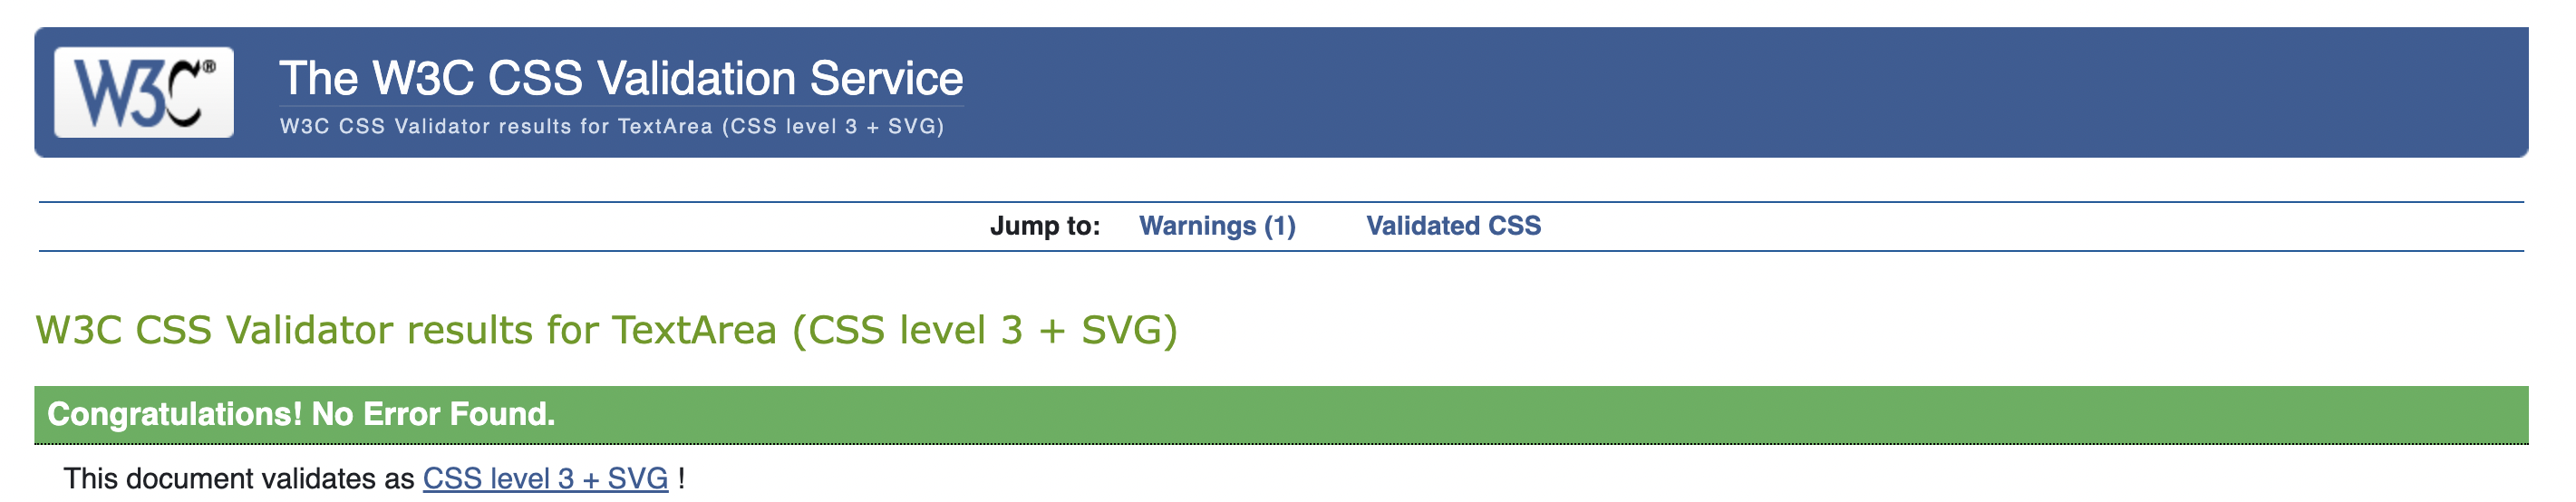 W3C®
The W3C CSS Validation Service
W3C CSS Validator results for TextArea (CSS level 3 + SVG)
Jump to: Warnings (1) Validated CSS
W3C CSS Validator results for TextArea (CSS level 3 + SVG)
Congratulations! No Error Found.
This document validates as CSS level 3 + SVG !